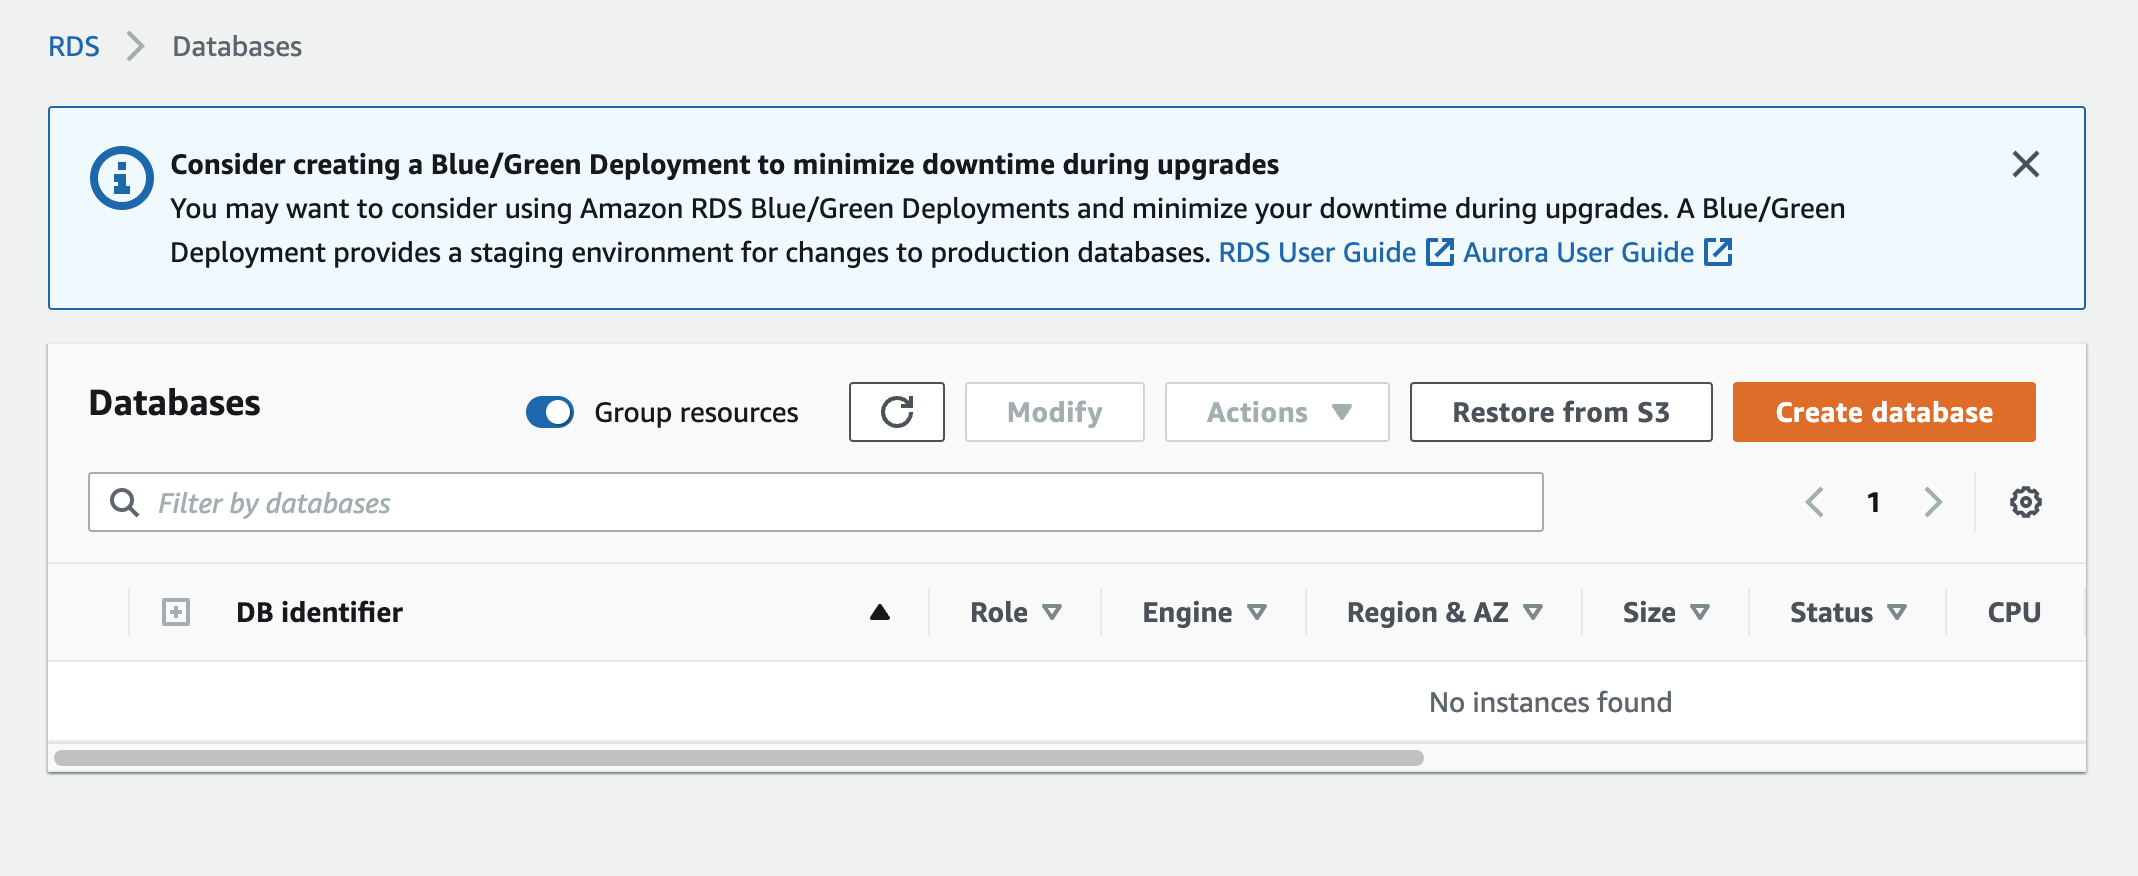 RDS Databases
Consider creating a Blue/Green Deployment to minimize downtime during upgrades
You may want to consider using Amazon RDS Blue/Green Deployments and minimize your downtime during upgrades. A Blue/Green
Deployment provides a staging environment for changes to production databases. RDS User Guide Aurora User Guide
Databases Group resources Modify Actions Restore from S3 Create database
Filter by databases 1
DB identifier Role Engine Region & AZ Size Status CPU
No instances found